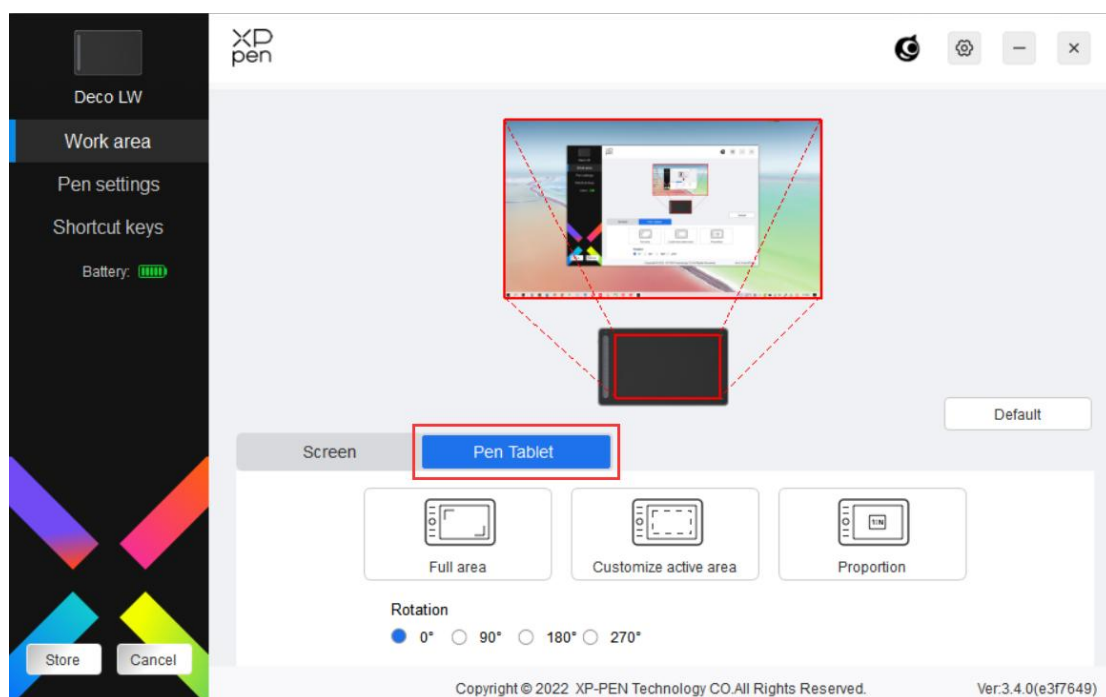 XP
pen
Deco LW
Work area
Pen settings
Shortcut keys
Battery:
Default
Screen
Pen Tablet
Full area
Customize active area
1:N
Proportion
Rotation
0° 90° 180° 270°
Store
Cancel
Copyright © 2022 XP-PEN Technology CO.All Rights Reserved.
Ver:3.4.0(e3f7649)